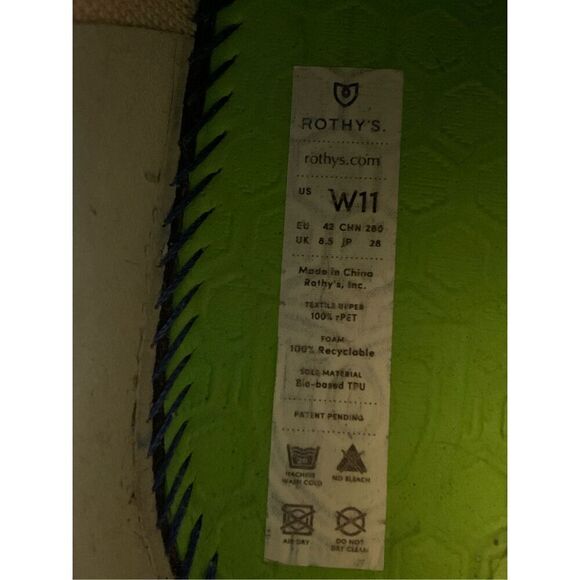 ROTHY'S.
rothys.com
US W11
EU 42 CHN 260
UK 8.5 JP 28
Made in China
Rothy's, Inc.
TEXTILE UPPER
100% rPET
FOAM
100% Recyclable
SOLE MATERIAL
Bio-based TPU
PATENT PENDING
MACHINE WASH COLD
NO BLEACH
AIR DRY
DO NOT DRY CLEAN